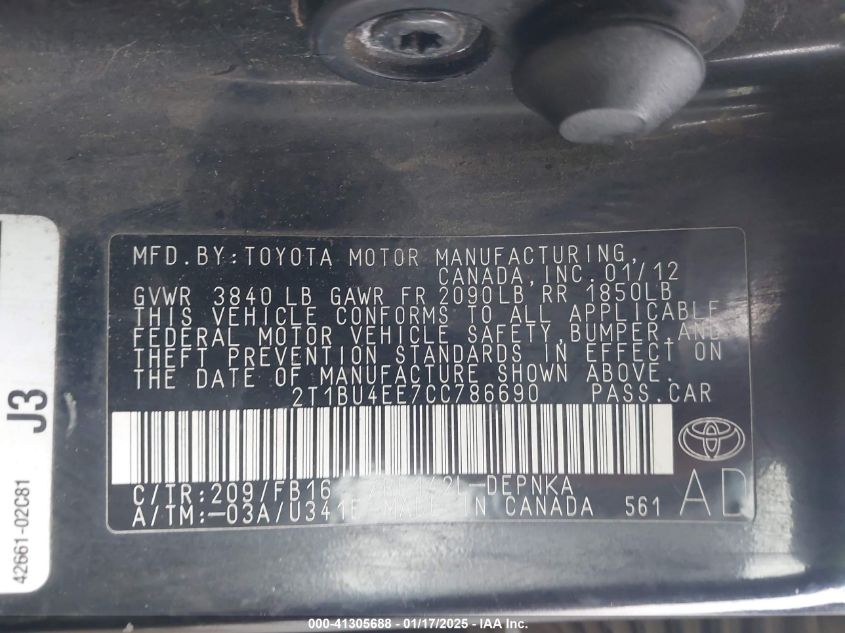 MFD.BY:TOYOTA MOTOR MANUFACTURING,
CANADA,INC.01/12
GVWR 3840 LB GAWR FR 2090LB RR 1850LB
THIS VEHICLE CONFORMS TO ALL APPLICABLE
FEDERAL MOTOR VEHICLE SAFETY,BUMPER,AND
THEFT PREVENTION STANDARDS IN EFFECT ON
THE DATE OF MANUFACTURE SHOWN ABOVE.
2T1BU4EE7CC786690 PASS.CAR
C/TR:209/FB16 L-DEPNKA
A/TM:-03A/U341E MADE IN CANADA 561
AD
J3
42661-02C81
000-41305688 - 01/17/2025 - IAA Inc.